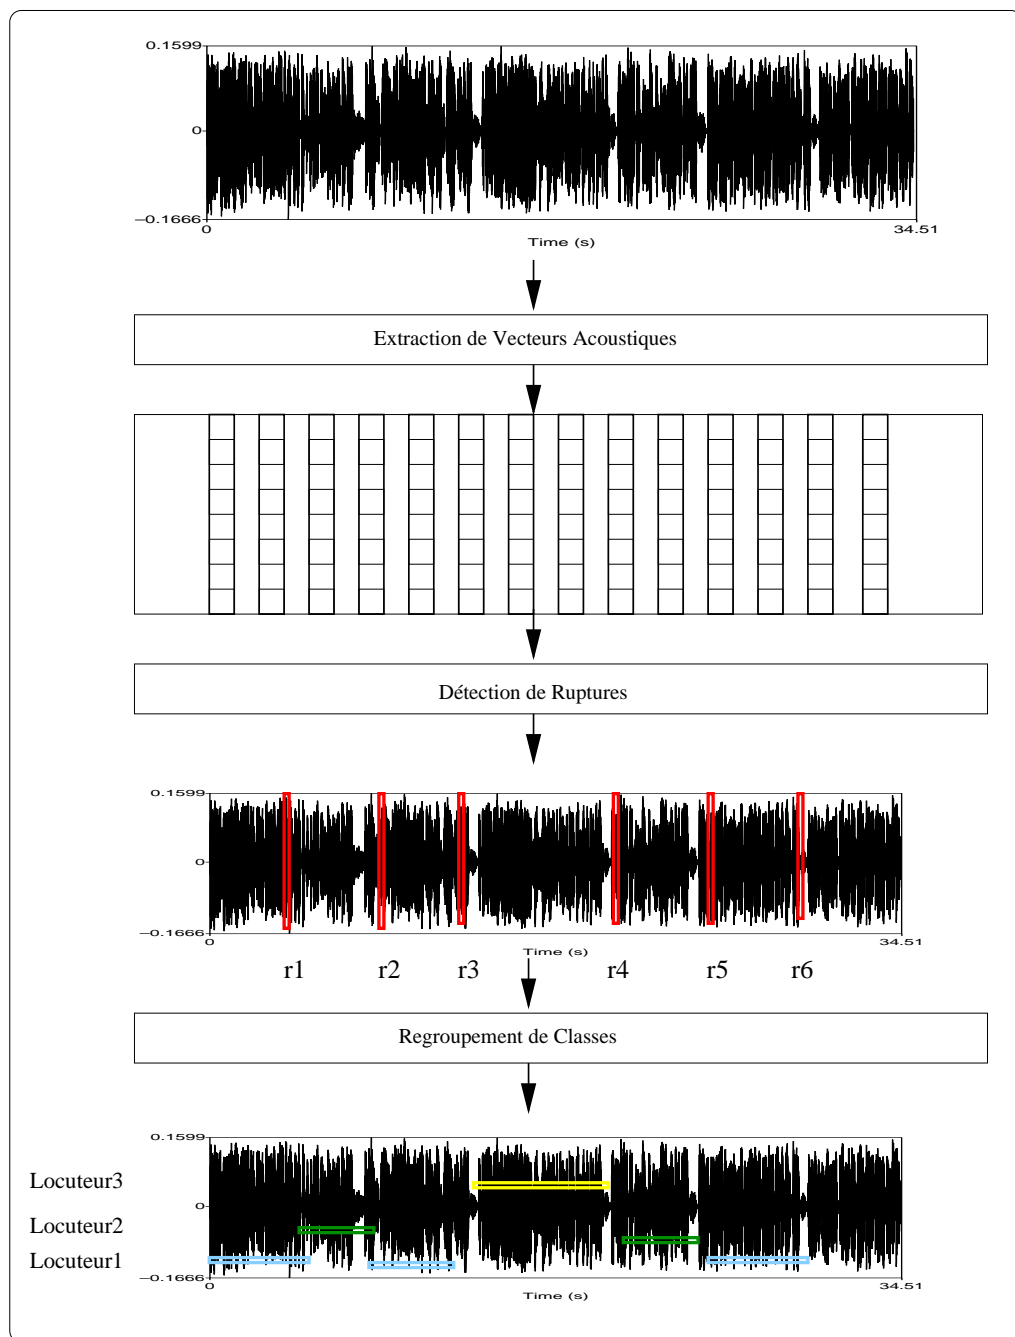 0.1599
0
−0.1666
0 34.51
Time (s)
Extraction de Vecteurs Acoustiques
Détection de Ruptures
0.1599
0
−0.1666
0 34.51
Time (s)
r1 r2 r3 r4 r5 r6
Regroupement de Classes
0.1599
Locuteur3
0
Locuteur2
Locuteur1
−0.1666
0 34.51
Time (s)